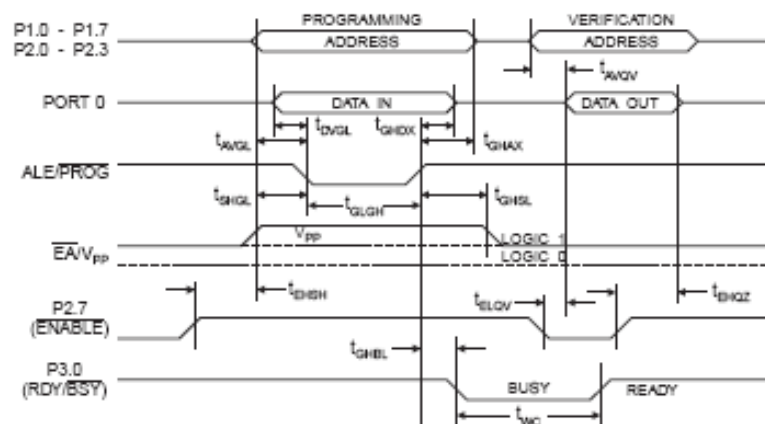 PROGRAMMING VERIFICATION
P1.0 - P1.7
P2.0 - P2.3
ADDRESS ADDRESS
tAVQV
PORT 0
DATA IN DATA OUT
tDVGL tGHDX
tAVGL tGHAX
ALE/PROG
tSHGL tGLGH tGHSL
VPP
LOGIC 1
EA/VPP
LOGIC 0
tEHSH tELQV tEHQZ
P2.7
(ENABLE)
tGHBL
P3.0
(RDY/BSY)
BUSY READY
tWC